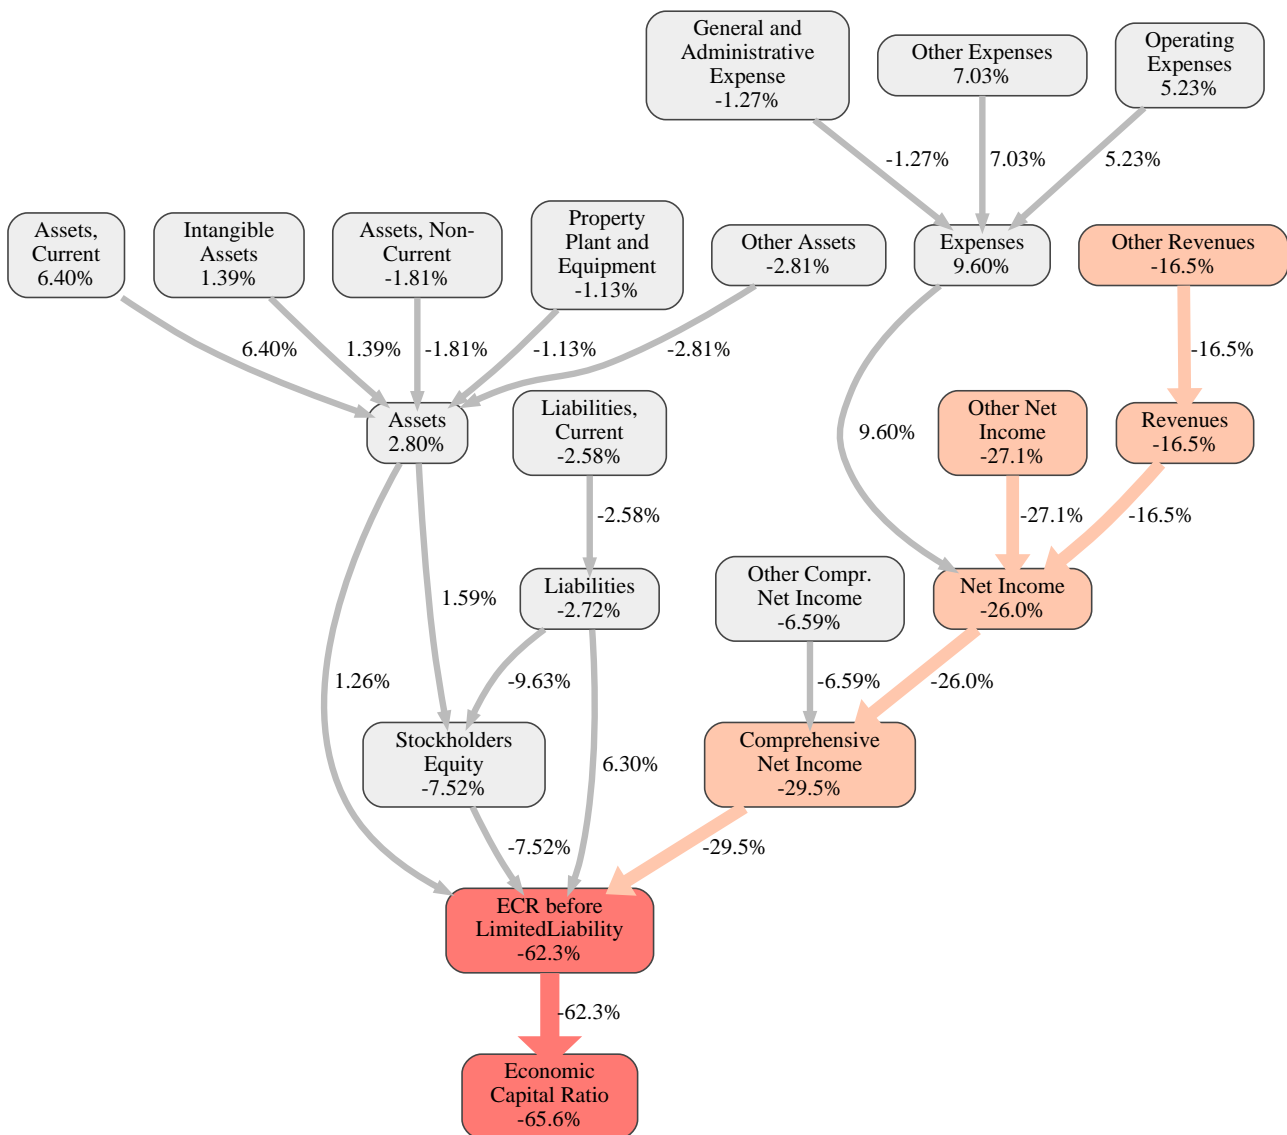 General and
Administrative
Expense
-1.27%
Other Expenses
7.03%
Operating
Expenses
5.23%
-1.27%
7.03%
5.23%
Assets,
Current
6.40%
Intangible
Assets
1.39%
Assets, Non-
Current
-1.81%
Property
Plant and
Equipment
-1.13%
Other Assets
-2.81%
Expenses
9.60%
Other Revenues
-16.5%
6.40%
1.39%
-1.81%
-1.13%
-2.81%
-16.5%
Assets
2.80%
Liabilities,
Current
-2.58%
9.60%
Other Net
Income
-27.1%
Revenues
-16.5%
-2.58%
-27.1%
-16.5%
1.59%
Liabilities
-2.72%
Other Compr.
Net Income
-6.59%
Net Income
-26.0%
1.26%
-9.63%
-6.59%
-26.0%
Stockholders
Equity
-7.52%
6.30%
Comprehensive
Net Income
-29.5%
-7.52%
-29.5%
ECR before
LimitedLiability
-62.3%
-62.3%
Economic
Capital Ratio
-65.6%